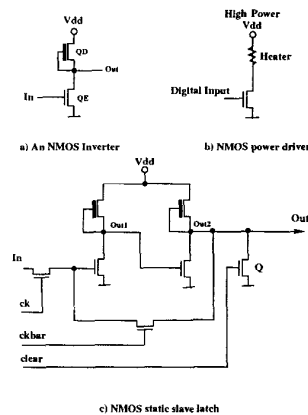 High Power
Vdd
Vdd
QD
Out
Heater
In
QE
Digital Input
a) An NMOS Inverter
b) NMOS power driver
Vdd
Out1
Out2
Out
In
Q
ck
ckbar
clear
c) NMOS static slave latch